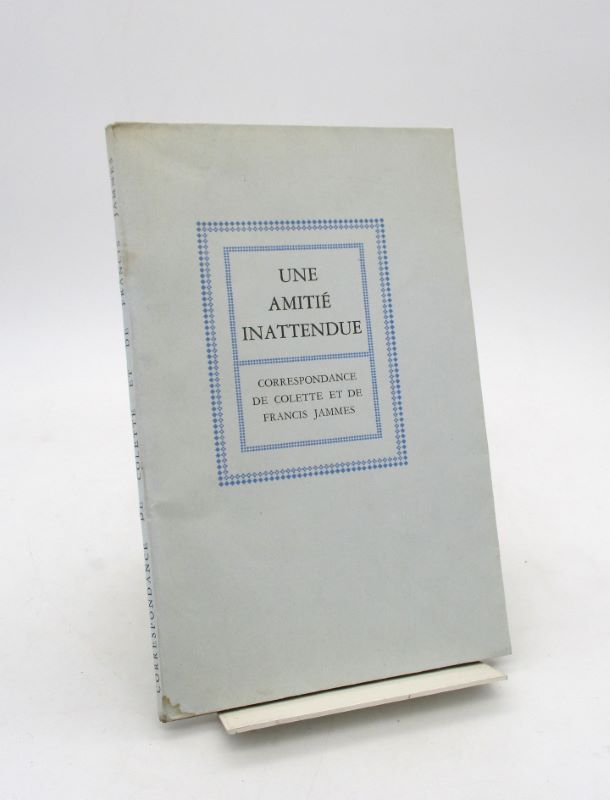 UNE
AMITIÉ
INATTENDUE
CORRESPONDANCE
DE COLETTE ET DE
FRANCIS JAMMES
CORRESPONDANCE DE COLETTE ET DE FRANCIS JAMMES